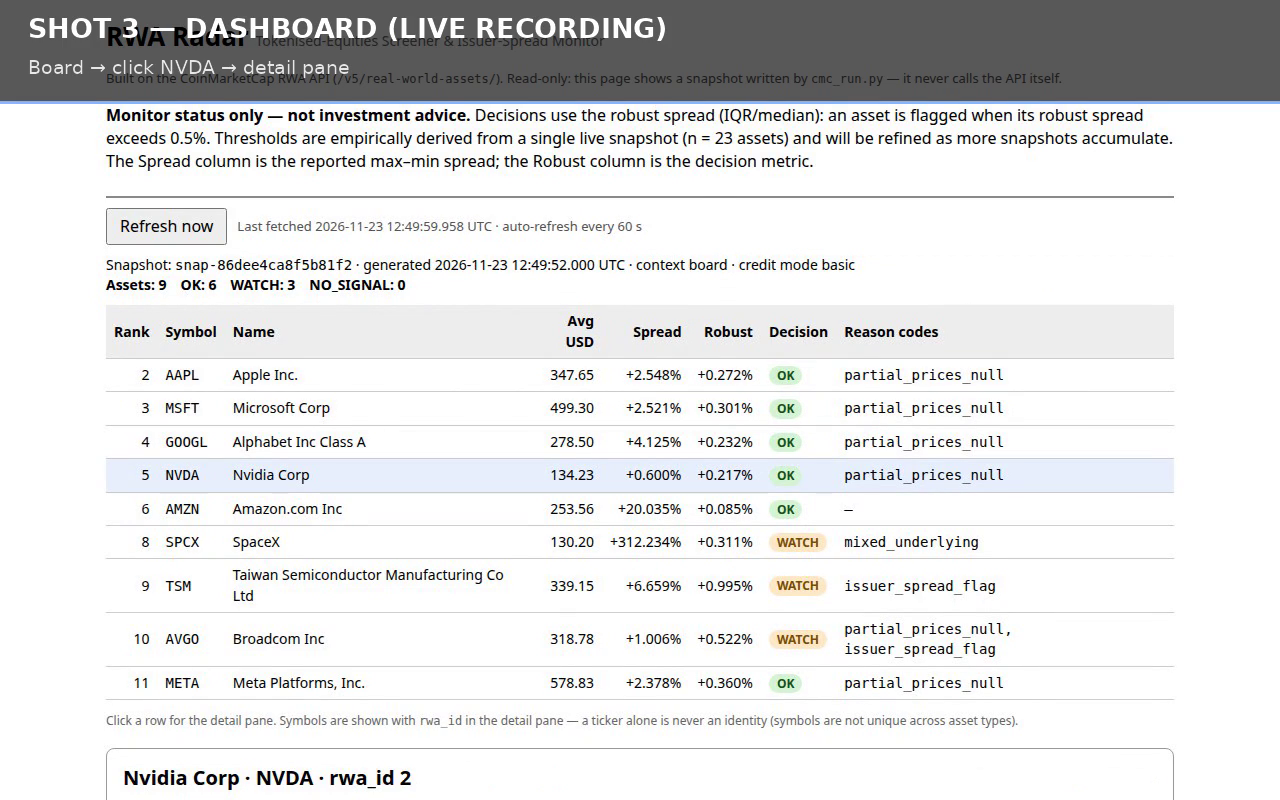 SHOT 3 — DASHBOARD (LIVE RECORDING)
RWA Radar Tokenised-Equities Screener & Issuer-Spread Monitor
Board → click NVDA → detail pane
Built on the CoinMarketCap RWA API (/v5/real-world-assets/). Read-only: this page shows a snapshot written by cmc_run.py — it never calls the API itself.
Monitor status only — not investment advice. Decisions use the robust spread (IQR/median): an asset is flagged when its robust spread
exceeds 0.5%. Thresholds are empirically derived from a single live snapshot (n = 23 assets) and will be refined as more snapshots accumulate.
The Spread column is the reported max–min spread; the Robust column is the decision metric.
Refresh now Last fetched 2026-11-23 12:49:59.958 UTC · auto-refresh every 60 s
Snapshot: snap-86dee4ca8f5b81f2 · generated 2026-11-23 12:49:52.000 UTC · context board · credit mode basic
Assets: 9 OK: 6 WATCH: 3 NO_SIGNAL: 0
Rank Symbol Name Avg USD Spread Robust Decision Reason codes
2 AAPL Apple Inc. 347.65 +2.548% +0.272% OK partial_prices_null
3 MSFT Microsoft Corp 499.30 +2.521% +0.301% OK partial_prices_null
4 GOOGL Alphabet Inc Class A 278.50 +4.125% +0.232% OK partial_prices_null
5 NVDA Nvidia Corp 134.23 +0.600% +0.217% OK partial_prices_null
6 AMZN Amazon.com Inc 253.56 +20.035% +0.085% OK —
8 SPCX SpaceX 130.20 +312.234% +0.311% WATCH mixed_underlying
9 TSM Taiwan Semiconductor Manufacturing Co Ltd 339.15 +6.659% +0.995% WATCH issuer_spread_flag
10 AVGO Broadcom Inc 318.78 +1.006% +0.522% WATCH partial_prices_null, issuer_spread_flag
11 META Meta Platforms, Inc. 578.83 +2.378% +0.360% OK partial_prices_null
Click a row for the detail pane. Symbols are shown with rwa_id in the detail pane — a ticker alone is never an identity (symbols are not unique across asset types).
Nvidia Corp · NVDA · rwa_id 2